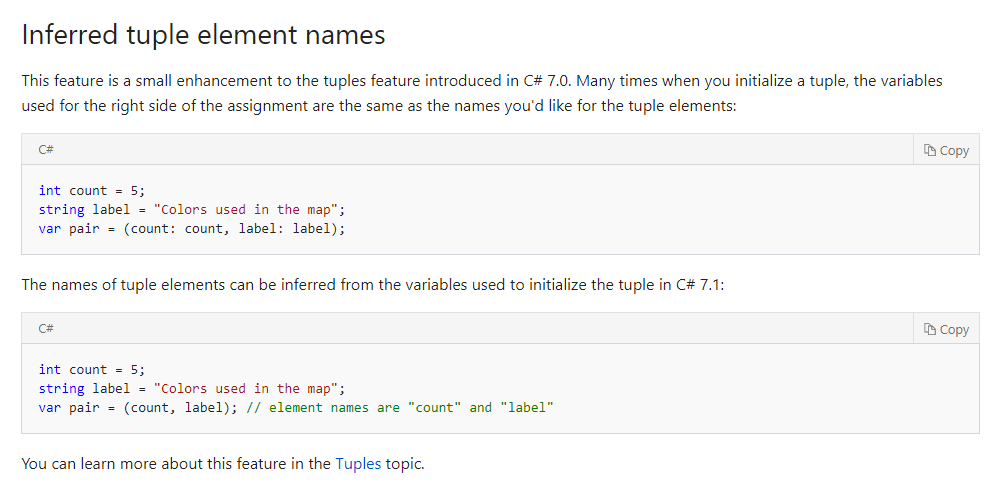 Inferred tuple element names
This feature is a small enhancement to the tuples feature introduced in C# 7.0. Many times when you initialize a tuple, the variables
used for the right side of the assignment are the same as the names you'd like for the tuple elements:
C#
Copy
int count = 5;
string label = "Colors used in the map";
var pair = (count: count, label: label);
The names of tuple elements can be inferred from the variables used to initialize the tuple in C# 7.1:
C#
Copy
int count = 5;
string label = "Colors used in the map";
var pair = (count, label); // element names are "count" and "label"
You can learn more about this feature in the Tuples topic.